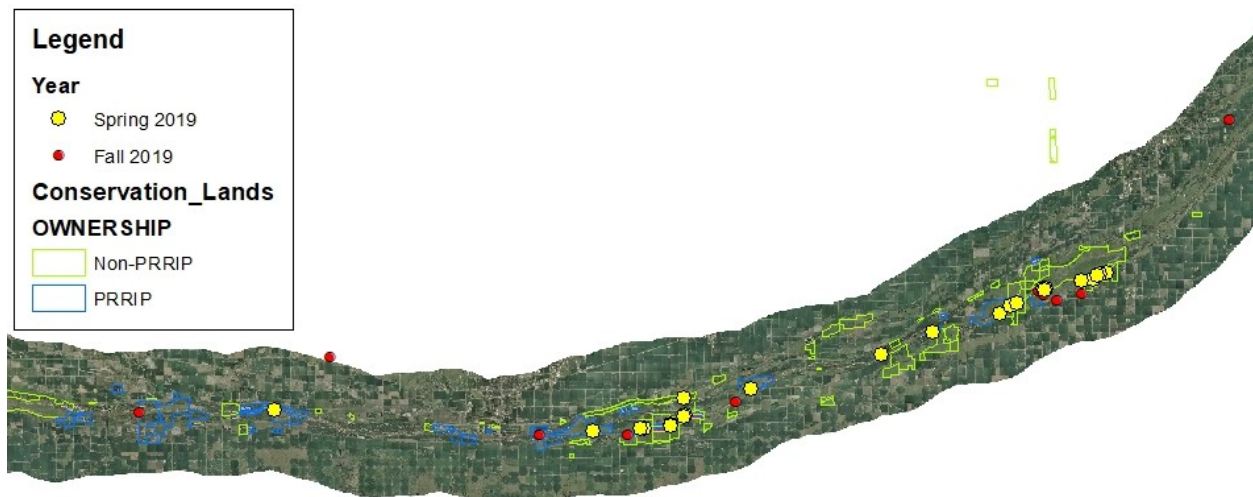 Legend
Year
Spring 2019
Fall 2019
Conservation_Lands
OWNERSHIP
Non-PRRIP
PRRIP